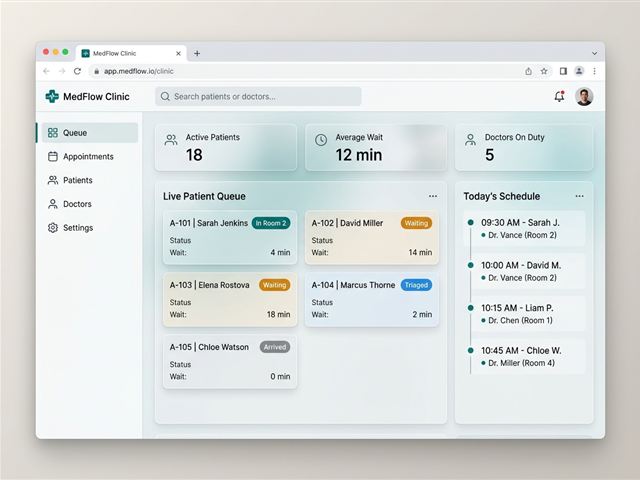 MedFlow Clinic
app.medflow.io/clinic
MedFlow Clinic
Search patients or doctors...
Queue
Appointments
Patients
Doctors
Settings
Active Patients
18
Average Wait
12 min
Doctors On Duty
5
Live Patient Queue
A-101 | Sarah Jenkins In Room 2
Status
Wait: 4 min
A-102 | David Miller Waiting
Status
Wait: 14 min
A-103 | Elena Rostova Waiting
Status
Wait: 18 min
A-104 | Marcus Thorne Triaged
Status
Wait: 2 min
A-105 | Chloe Watson Arrived
Status
Wait: 0 min
Today's Schedule
09:30 AM - Sarah J.
Dr. Vance (Room 2)
10:00 AM - David M.
Dr. Vance (Room 2)
10:15 AM - Liam P.
Dr. Chen (Room 1)
10:45 AM - Chloe W.
Dr. Miller (Room 4)